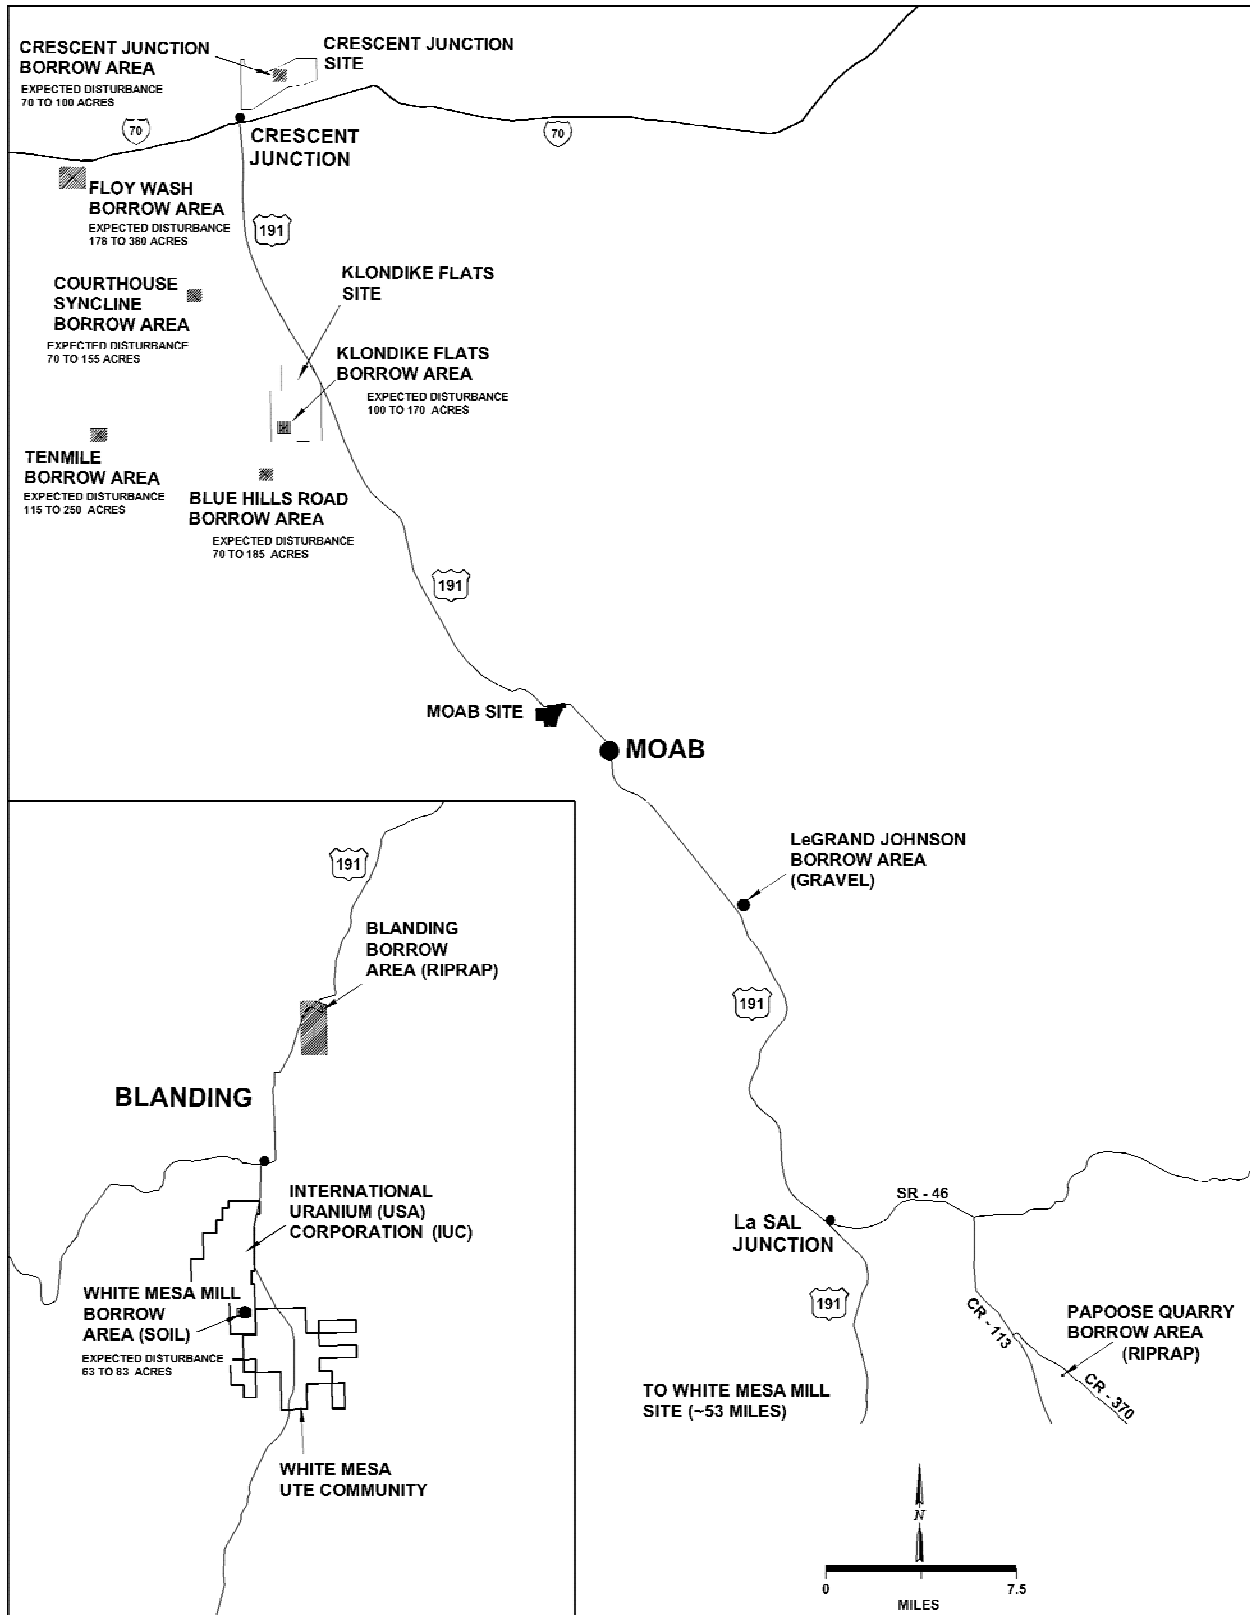 CRESCENT JUNCTION
BORROW AREA
EXPECTED DISTURBANCE
70 TO 100 ACRES
CRESCENT JUNCTION
SITE
70
70
CRESCENT
JUNCTION
FLOY WASH
BORROW AREA
EXPECTED DISTURBANCE
178 TO 380 ACRES
191
COURTHOUSE
SYNCLINE
BORROW AREA
EXPECTED DISTURBANCE
70 TO 155 ACRES
KLONDIKE FLATS
SITE
KLONDIKE FLATS
BORROW AREA
EXPECTED DISTURBANCE
100 TO 170 ACRES
TENMILE
BORROW AREA
EXPECTED DISTURBANCE
115 TO 250 ACRES
BLUE HILLS ROAD
BORROW AREA
EXPECTED DISTURBANCE
70 TO 185 ACRES
191
MOAB SITE
MOAB
LeGRAND JOHNSON
BORROW AREA
(GRAVEL)
191
191
BLANDING
BORROW
AREA (RIPRAP)
BLANDING
INTERNATIONAL
URANIUM (USA)
CORPORATION (IUC)
WHITE MESA MILL
BORROW
AREA (SOIL)
EXPECTED DISTURBANCE
63 TO 83 ACRES
WHITE MESA
UTE COMMUNITY
SR - 46
La SAL
JUNCTION
191
CR - 113
PAPOOSE QUARRY
BORROW AREA
(RIPRAP)
CR - 370
TO WHITE MESA MILL
SITE (~53 MILES)
N
0 7.5
MILES